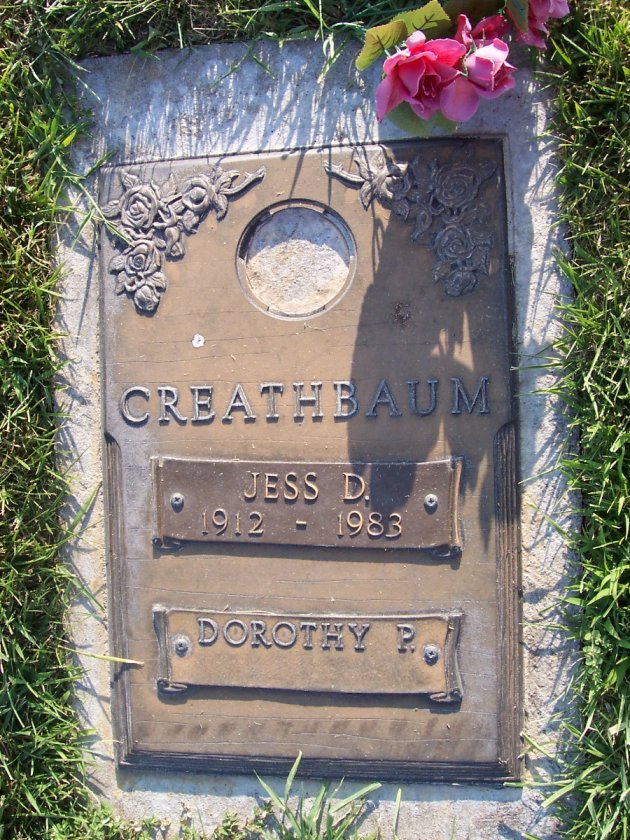 CREATHBAUM
JESS D.
1912 - 1983
DOROTHY P.